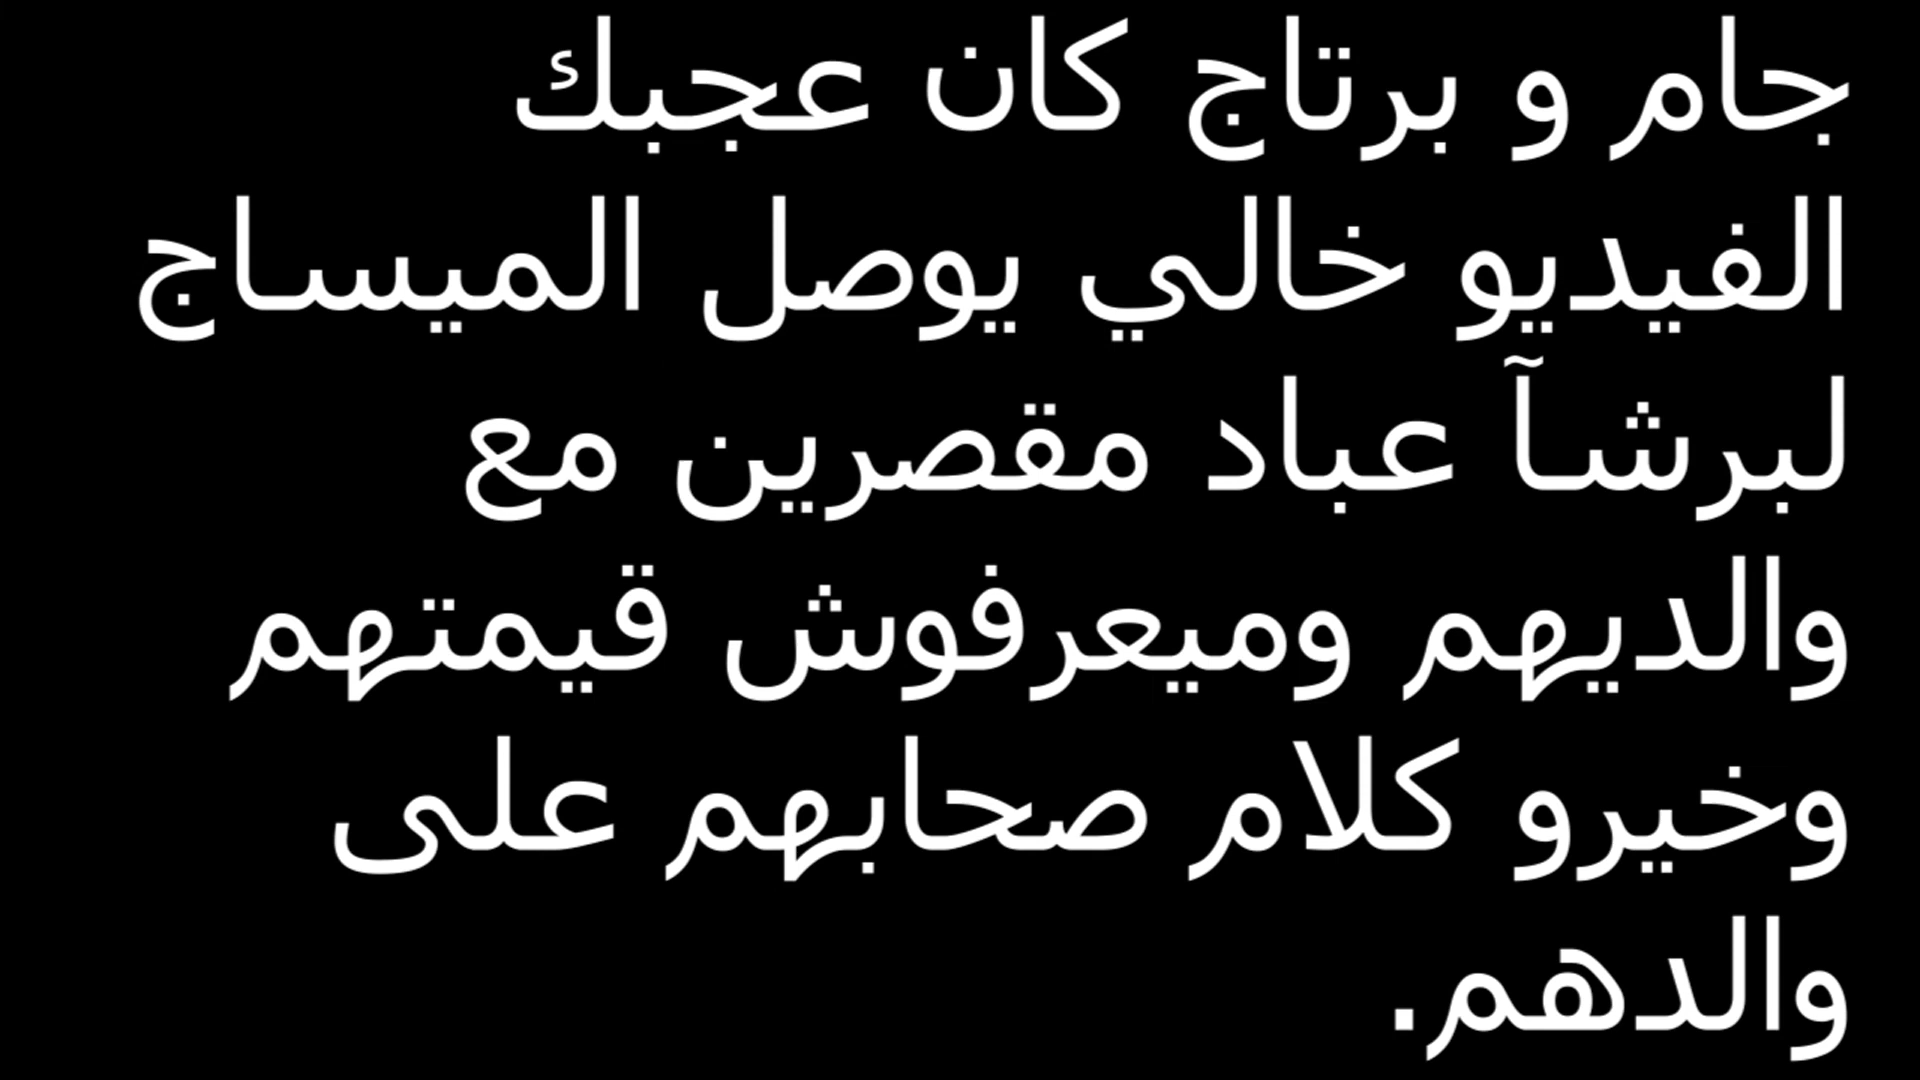 جام و برتاج كان عجبك
الفيديو خالي يوصل الميساج
لبرشآ عباد مقصرين مع
والديهم وميعرفوش قيمتهم
وخيرو كلام صحابهم على
والدهم.